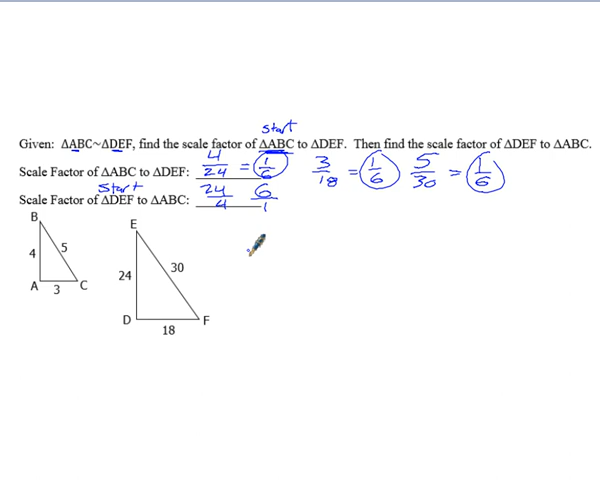 start
Given: ΔABC~ΔDEF, find the scale factor of ΔABC to ΔDEF. Then find the scale factor of ΔDEF to ΔABC.
Scale Factor of ΔABC to ΔDEF: 4/24 = 1/6 3/18 = 1/6 5/30 = 1/6
start
Scale Factor of ΔDEF to ΔABC: 24/4 6/1
B
E
4 5
24 30
A 3 C
D F
18